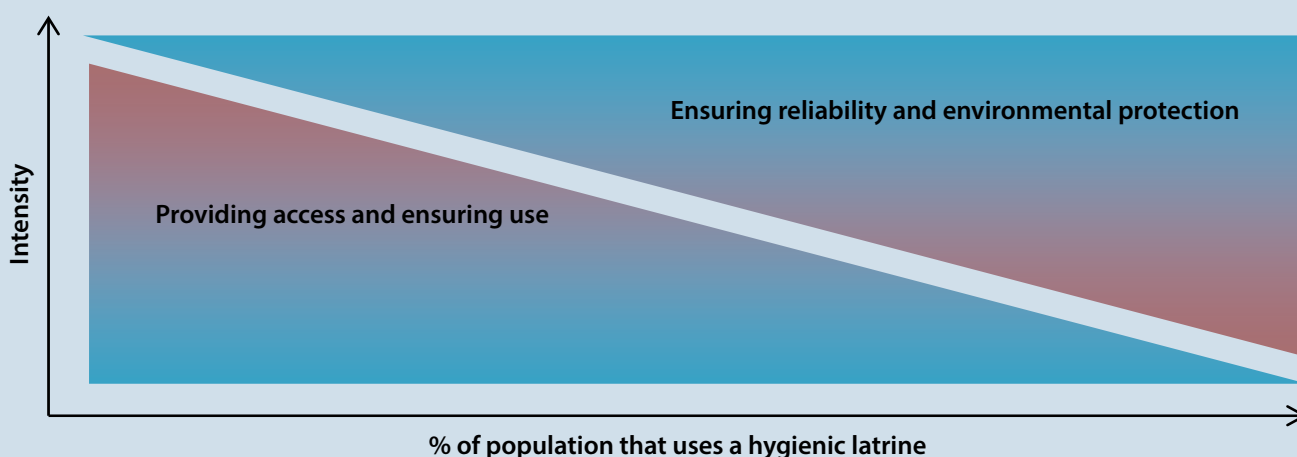 Ensuring reliability and environmental protection
Providing access and ensuring use
Intensity
% of population that uses a hygienic latrine